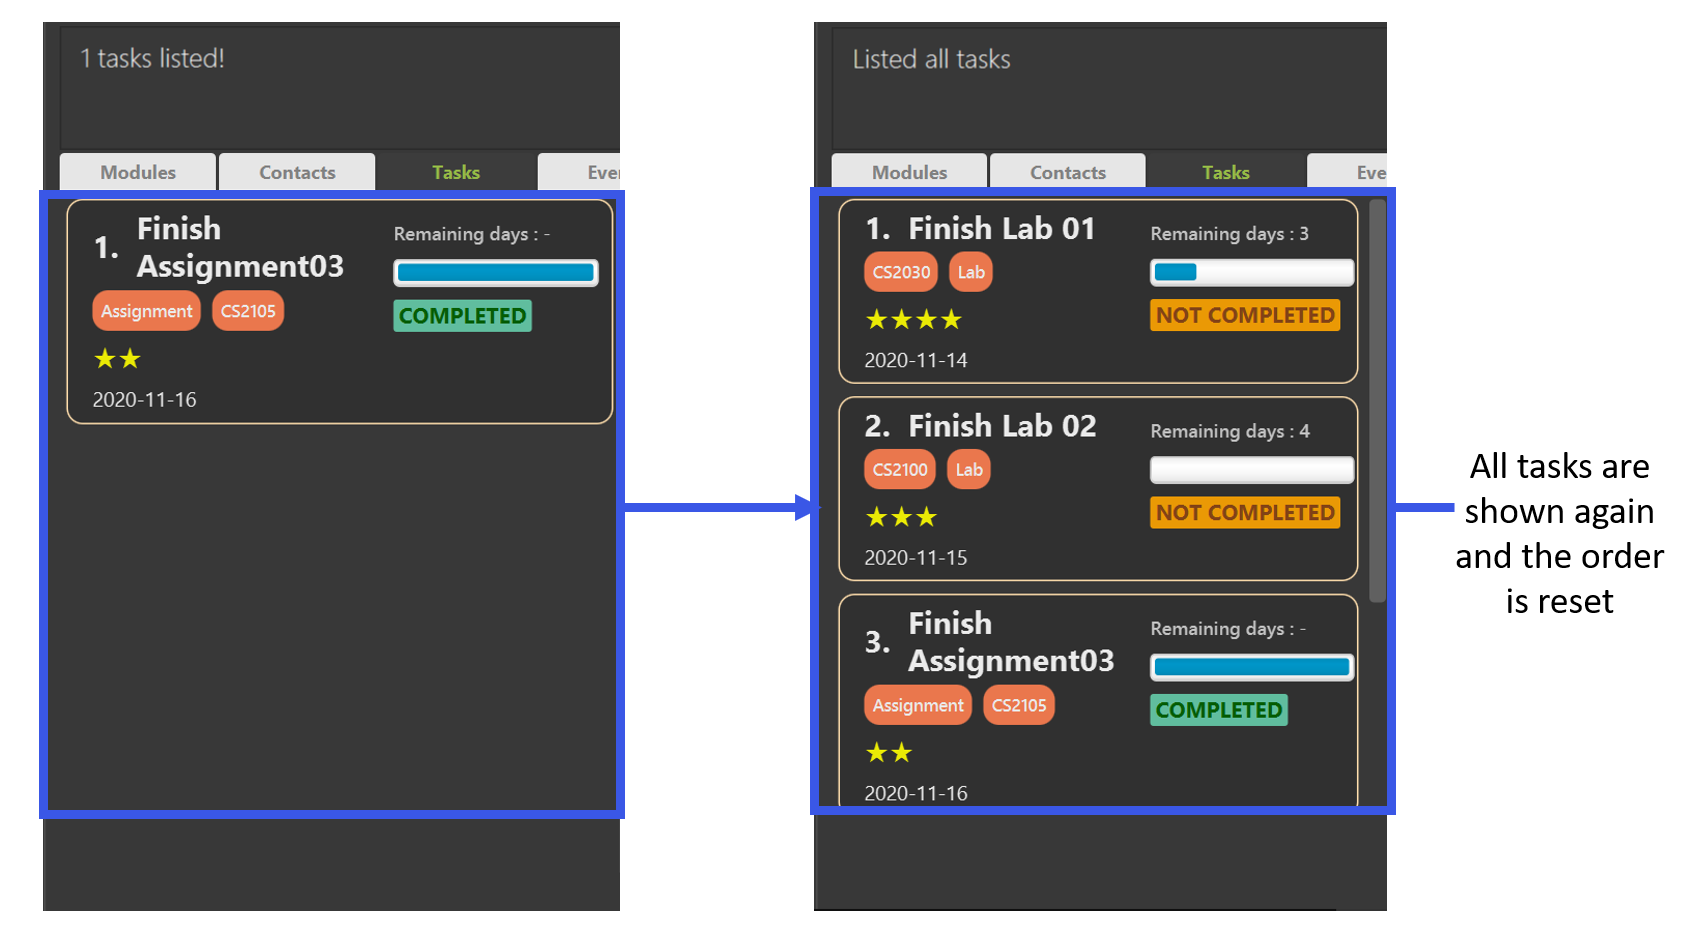 1 tasks listed!
Modules Contacts Tasks Eve
1. Finish
Assignment03
Remaining days : -
Assignment CS2105
COMPLETED
★★
2020-11-16
Listed all tasks
Modules Contacts Tasks Eve
1. Finish Lab 01
Remaining days : 3
CS2030 Lab
★★★★
NOT COMPLETED
2020-11-14
2. Finish Lab 02
Remaining days : 4
CS2100 Lab
★★★
NOT COMPLETED
2020-11-15
3. Finish
Assignment03
Remaining days : -
Assignment CS2105
COMPLETED
★★
2020-11-16
All tasks are
shown again
and the order
is reset